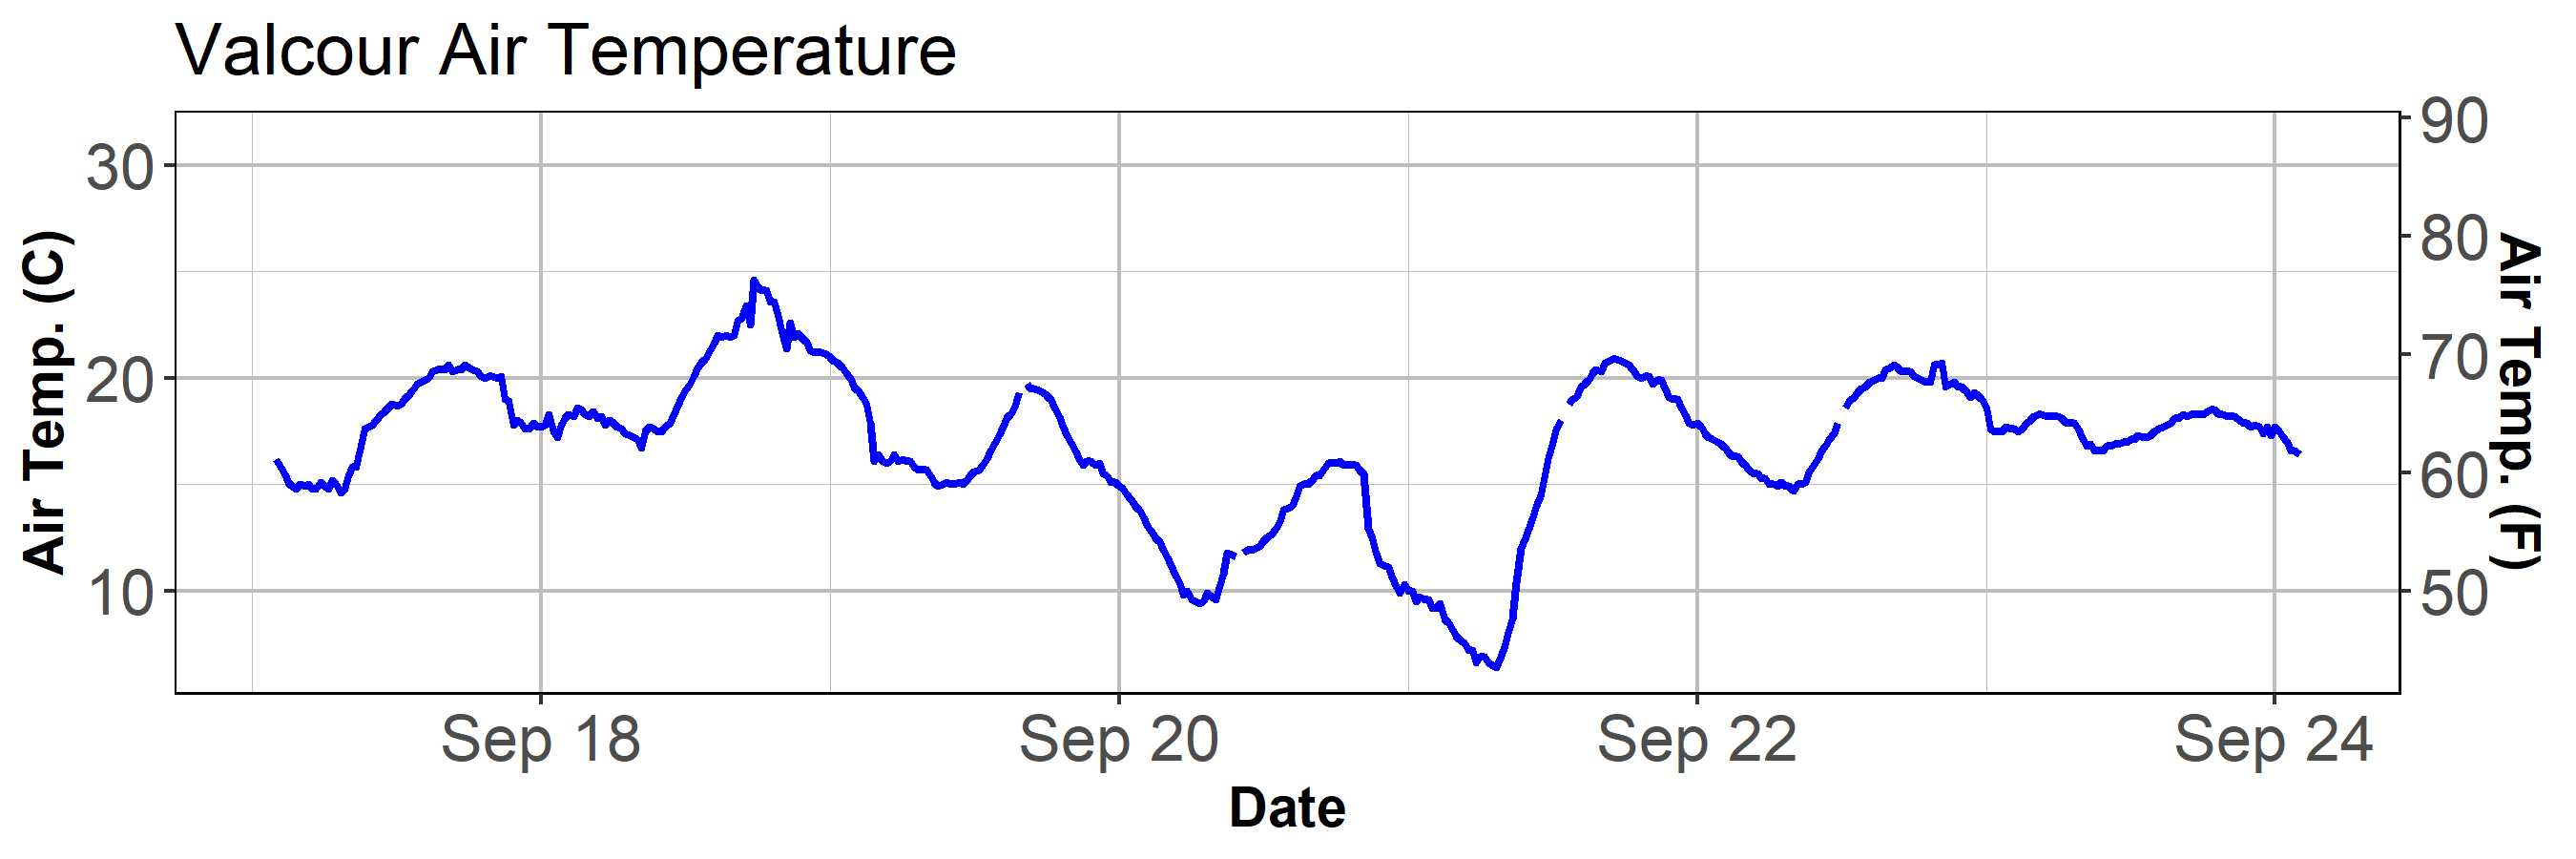 Valcour Air Temperature
Air Temp. (C)
30
20
10
90
80
70
60
50
Air Temp. (F)
Sep 18 Sep 20 Sep 22 Sep 24
Date